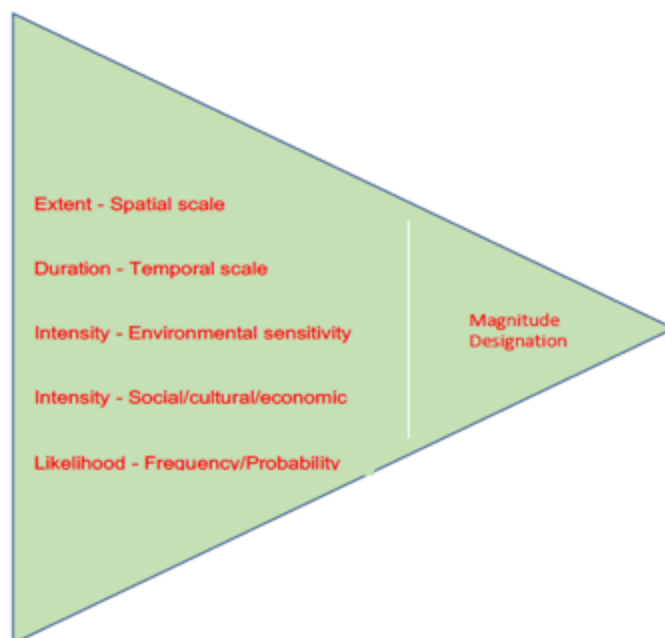 Extent - Spatial scale
Duration - Temporal scale
Intensity - Environmental sensitivity
Intensity - Social/cultural/economic
Likelihood - Frequency/Probability
Magnitude
Designation